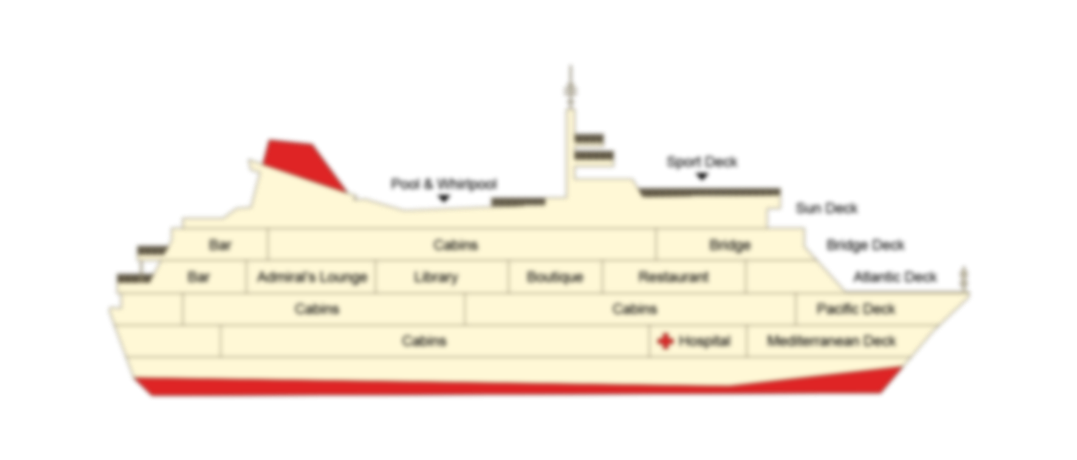 Sport Deck
Pool & Whirlpool
Sun Deck
Bar Cabins Bridge Bridge Deck
Bar Admiral's Lounge Library Boutique Restaurant Atlantic Deck
Cabins Cabins Pacific Deck
Cabins Hospital Mediterranean Deck